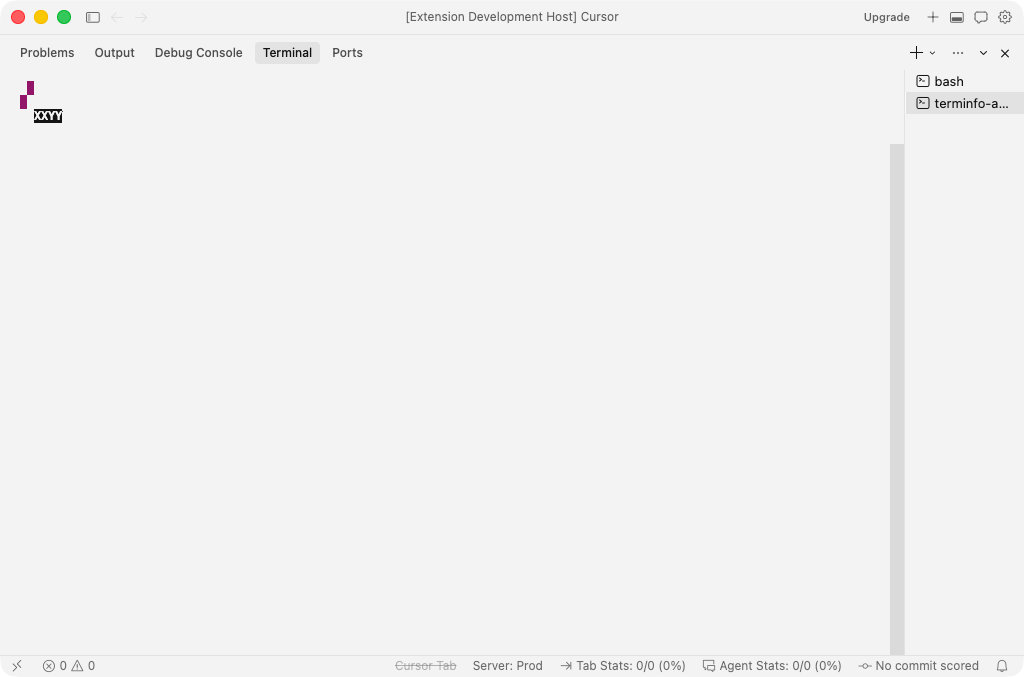 [Extension Development Host] Cursor
Upgrade
Problems Output Debug Console Terminal Ports
bash
terminfo-a...
XXYY
0 0 Cursor Tab Server: Prod Tab Stats: 0/0 (0%) Agent Stats: 0/0 (0%) No commit scored